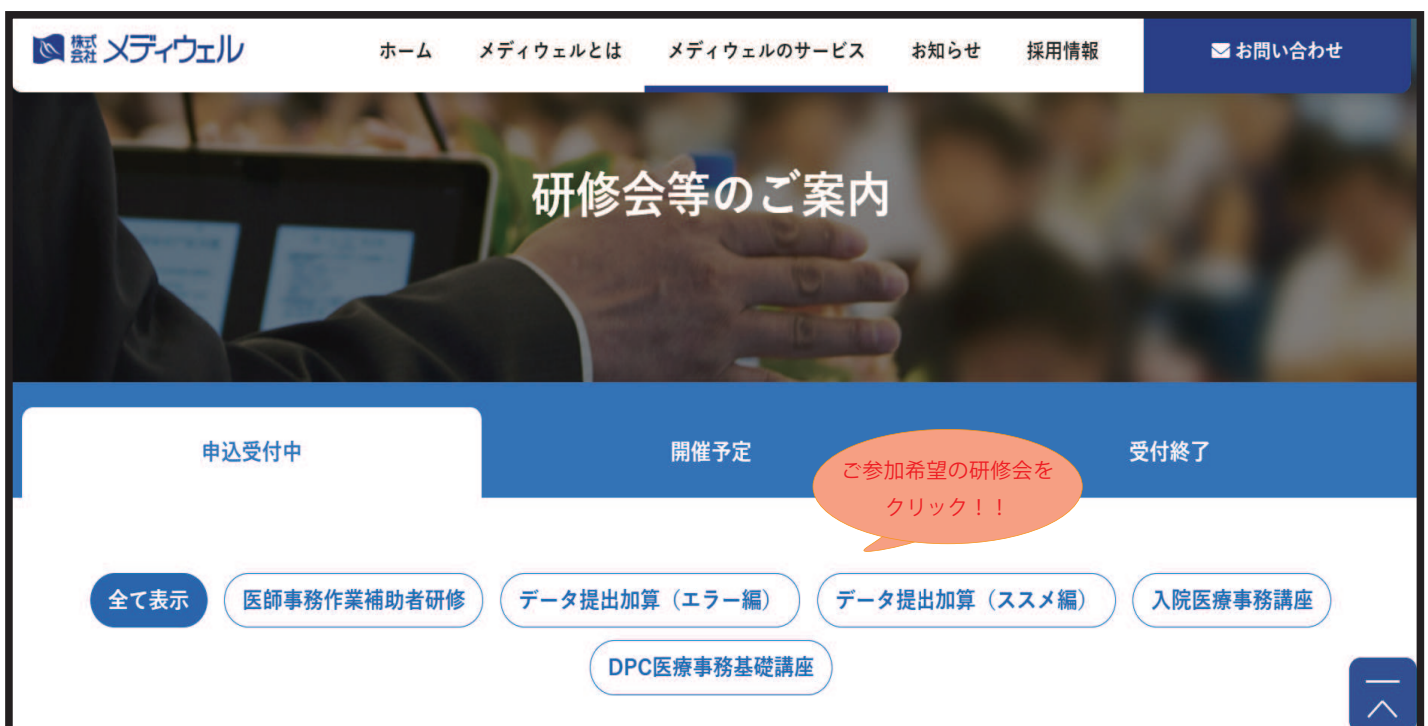 株式会社 メディウェル
ホーム
メディウェルとは
メディウェルのサービス
お知らせ
採用情報
お問い合わせ
研修会等のご案内
申込受付中
開催予定
受付終了
ご参加希望の研修会を
クリック！！
全て表示
医師事務作業補助者研修
データ提出加算（エラー編）
データ提出加算（ススメ編）
入院医療事務講座
DPC医療事務基礎講座